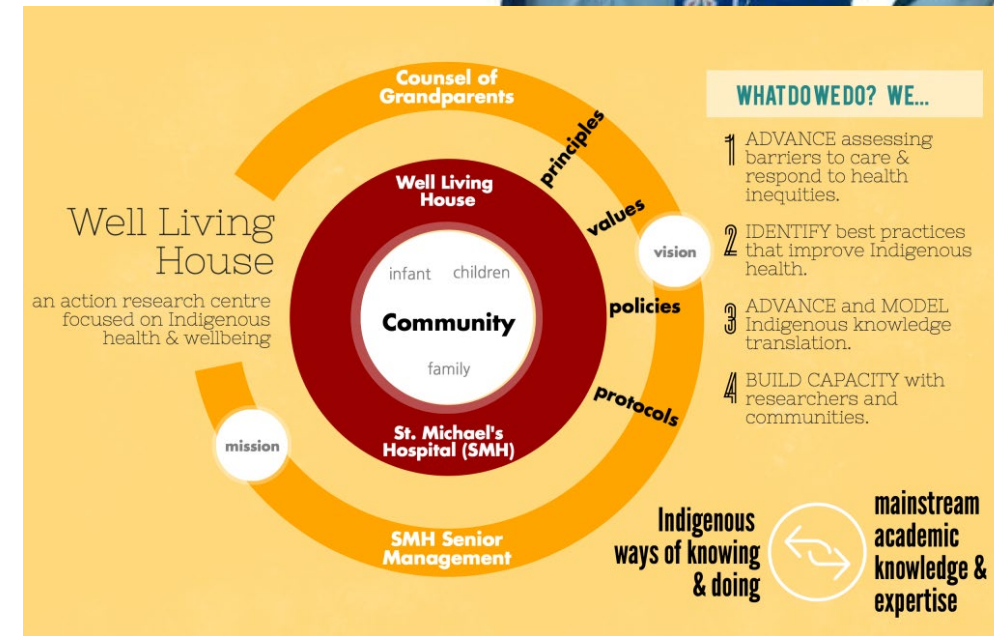 Well Living
House
an action research centre
focused on Indigenous
health & wellbeing
Counsel of
Grandparents
principles
values
vision
policies
protocols
mission
SMH Senior
Management
Well Living
House
infant children
Community
family
St. Michael's
Hospital (SMH)
WHAT DO WE DO? WE...
1 ADVANCE assessing
barriers to care &
respond to health
inequities.
2 IDENTIFY best practices
that improve Indigenous
health.
3 ADVANCE and MODEL
Indigenous knowledge
translation.
4 BUILD CAPACITY with
researchers and
communities.
Indigenous
ways of knowing
& doing
mainstream
academic
knowledge &
expertise